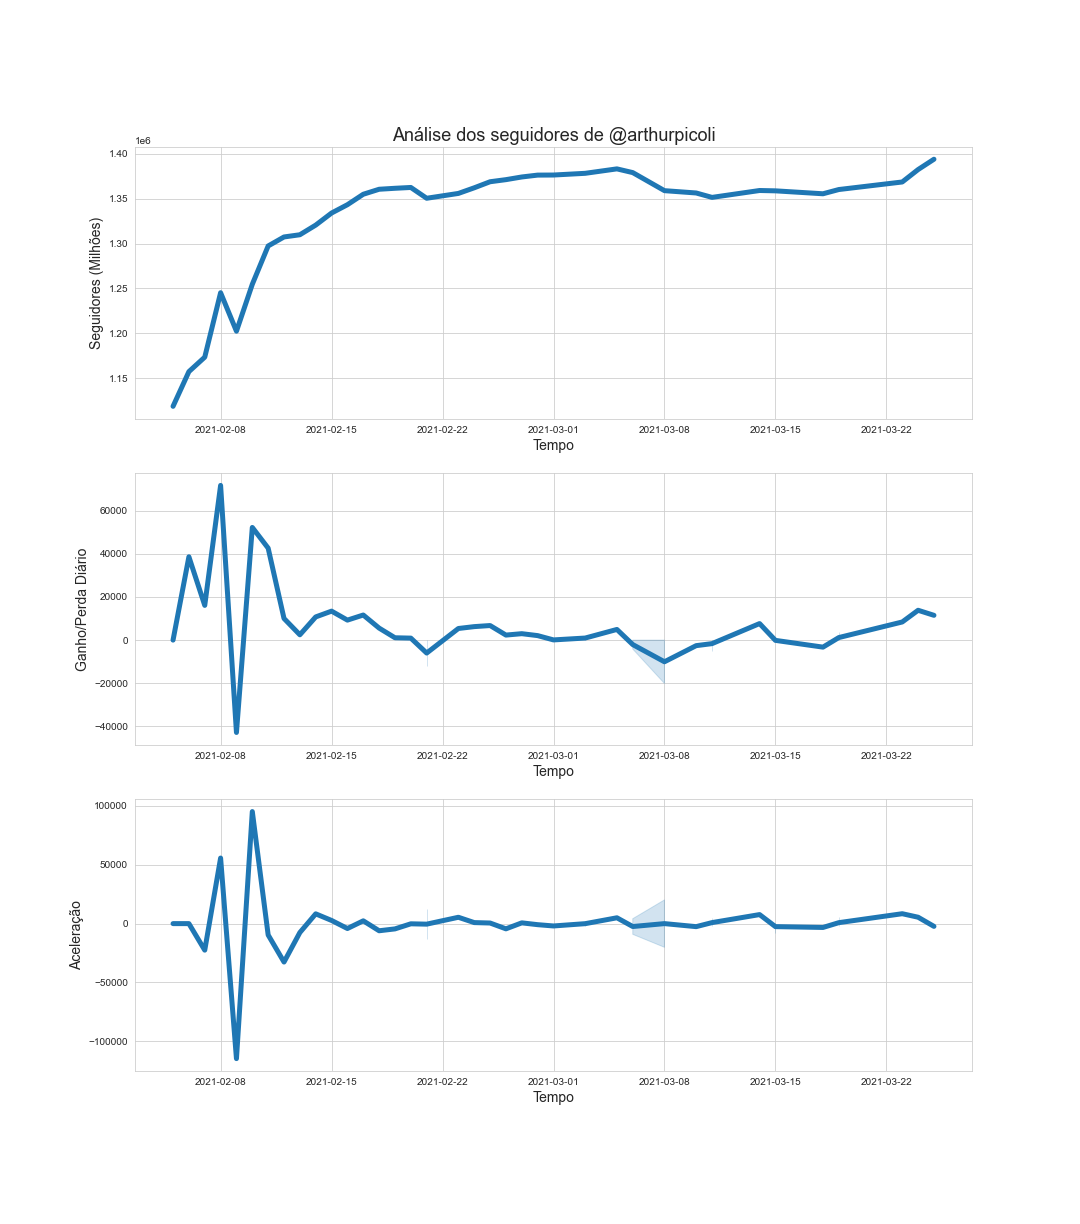 Análise dos seguidores de @arthurpicoli
1e6
1.40
1.35
1.30
1.25
1.20
1.15
Seguidores (Milhões)
2021-02-08 2021-02-15 2021-02-22 2021-03-01 2021-03-08 2021-03-15 2021-03-22
Tempo
60000
40000
20000
0
−20000
−40000
Ganho/Perda Diário
2021-02-08 2021-02-15 2021-02-22 2021-03-01 2021-03-08 2021-03-15 2021-03-22
Tempo
100000
50000
0
−50000
−100000
Aceleração
2021-02-08 2021-02-15 2021-02-22 2021-03-01 2021-03-08 2021-03-15 2021-03-22
Tempo